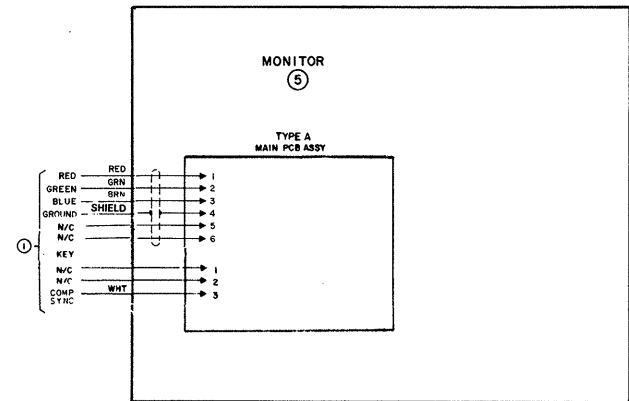 MONITOR
5
TYPE A
MAIN PCB ASSY
RED RED 1
GREEN GRN 2
BLUE BRN 3
GROUND SHIELD 4
N/C 5
N/C 6
1
KEY
N/C 1
N/C 2
COMP SYNC WHT 3